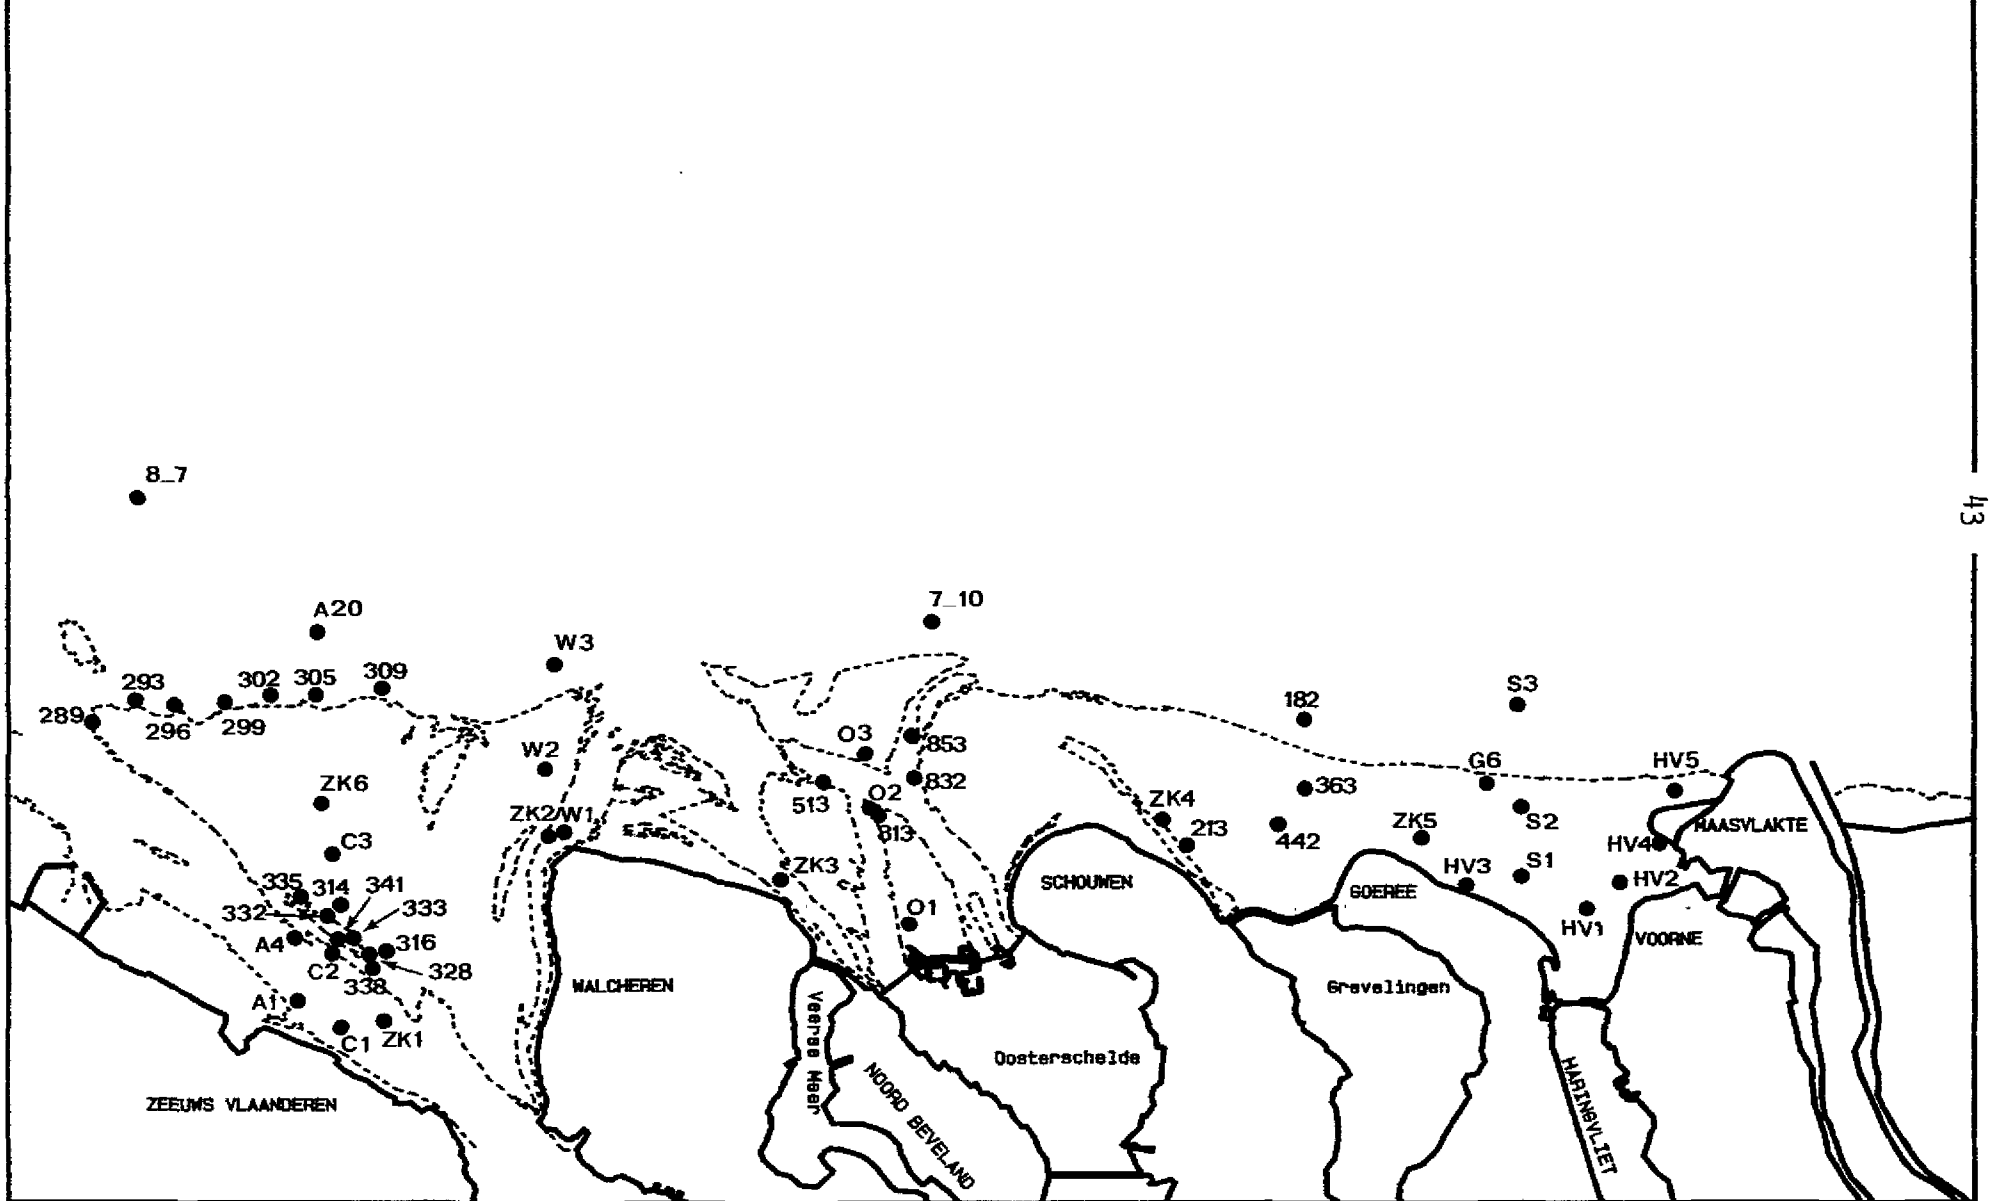 43
8_7
7_10
A20
W3
293
302
305
309
289
296
299
S3
182
O3
853
W2
832
G6
HV5
ZK6
513
O2
363
ZK4
ZK2/W1
813
213
442
ZK5
S2
MAASVLAKTE
C3
HV4
ZK3
S1
HV3
HV2
335
314
341
SCHOUWEN
GOEREE
332
333
O1
A4
316
HV1
VOORNE
C2
328
338
WALCHEREN
Grevelingen
A1
Veerse Meer
C1
ZK1
Oosterschelde
NOORD BEVELAND
HARINGVLIET
ZEEUWS VLAANDEREN